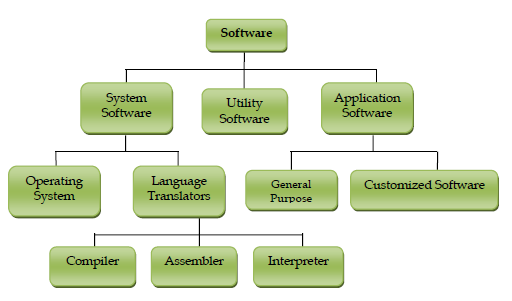 Software
System
Software
Utility
Software
Application
Software
Operating
System
Language
Translators
General
Purpose
Customized Software
Compiler
Assembler
Interpreter